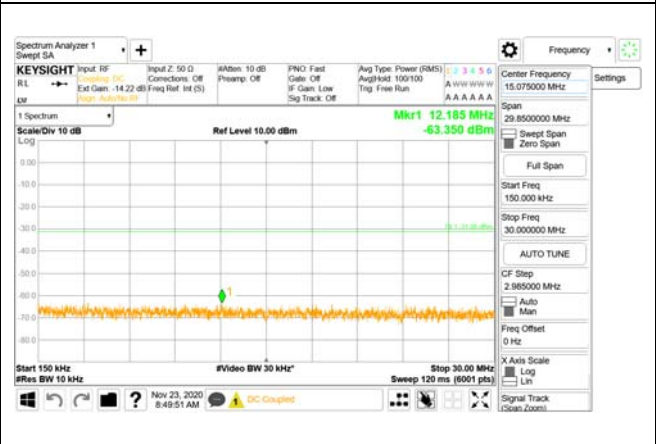 Spectrum Analyzer 1
Swept SA
Frequency
KEYSIGHT
RL
Input: RF
Coupling: DC
Ext Gain: -14.22 dB
Align: Auto/No RF
Input Z: 50 Ω
Corrections: Off
Freq Ref: Int (S)
#Atten: 10 dB
Preamp: Off
PNO: Fast
Gate: Off
IF Gain: Low
Sig Track: Off
Avg Type: Power (RMS)
Avg|Hold: 100/100
Trig: Free Run
1 2 3 4 5 6
A W W W W W
A A A A A A
1 Spectrum
Scale/Div 10 dB
Ref Level 10.00 dBm
Mkr1 12.185 MHz
-63.350 dBm
Log
0.00
-10.0
-20.0
-30.0
-40.0
-50.0
-60.0
-70.0
-80.0
1
Start 150 kHz
#Res BW 10 kHz
#Video BW 30 kHz*
Stop 30.00 MHz
Sweep 120 ms (6001 pts)
Nov 23, 2020
8:49:51 AM
DC Coupled
Center Frequency
15.075000 MHz
Settings
Span
29.8500000 MHz
Swept Span
Zero Span
Full Span
Start Freq
150.000 kHz
Stop Freq
30.000000 MHz
AUTO TUNE
CF Step
2.985000 MHz
Auto
Man
Freq Offset
0 Hz
X Axis Scale
Log
Lin
Signal Track
(Span Zoom)